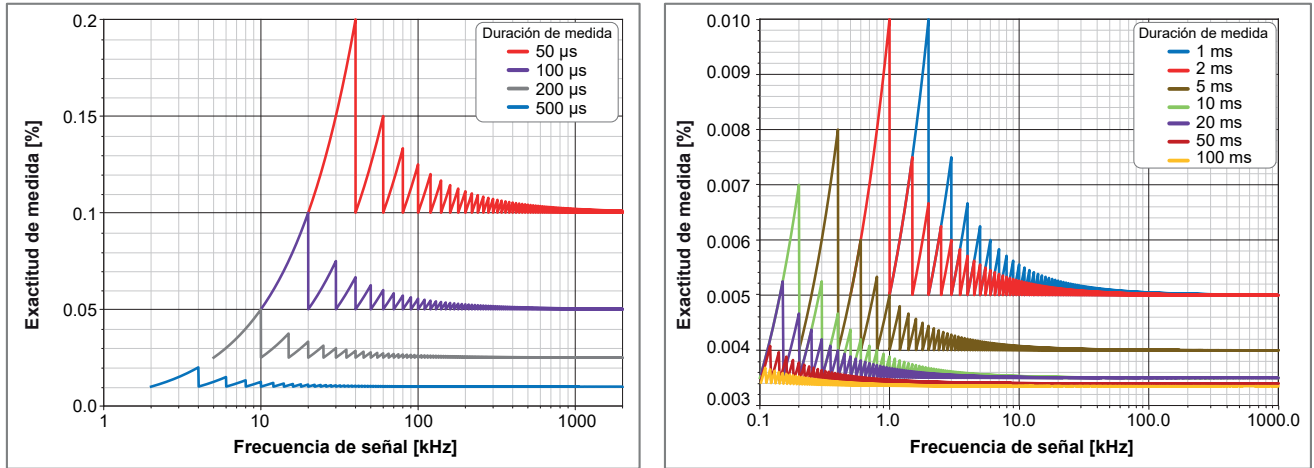 Exactitud de medida [%]
0.2
0.15
0.1
0.05
0.0
Duración de medida
50 µs
100 µs
200 µs
500 µs
1
10
100
1000
Frecuencia de señal [kHz]
Exactitud de medida [%]
0.010
0.009
0.008
0.007
0.006
0.005
0.004
0.003
Duración de medida
1 ms
2 ms
5 ms
10 ms
20 ms
50 ms
100 ms
0.1
1.0
10.0
100.0
1000.0
Frecuencia de señal [kHz]